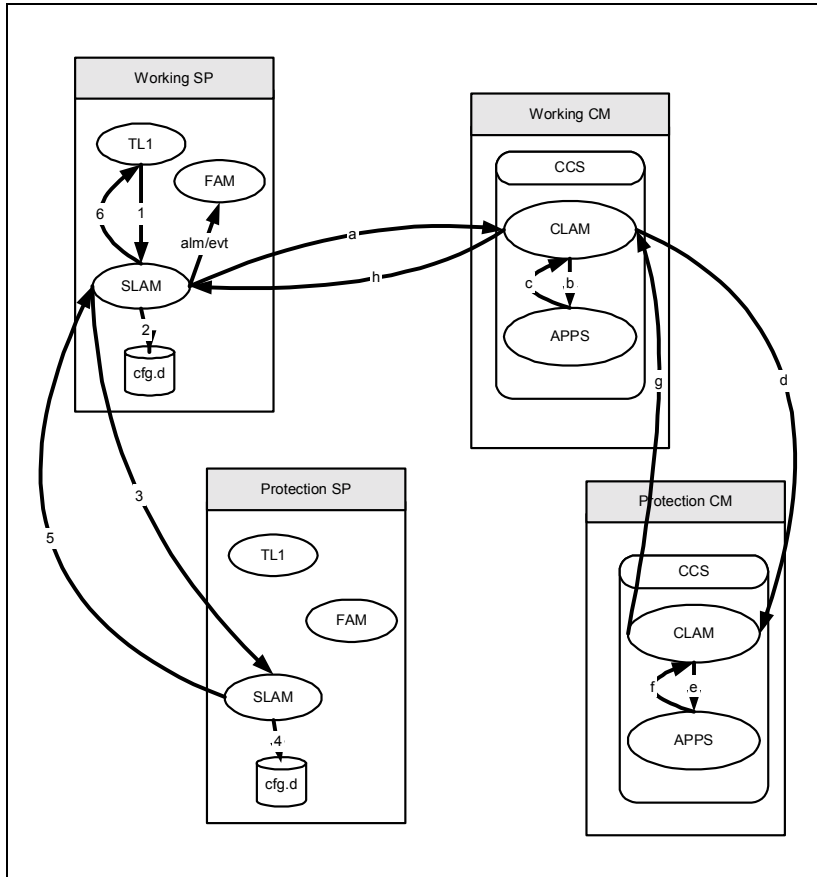 Working SP
TL1
FAM
6
1
alm/evt
SLAM
2
cfg.d
Working CM
CCS
CLAM
c
b
APPS
a
h
g
d
3
5
Protection SP
TL1
FAM
SLAM
4
cfg.d
Protection CM
CCS
CLAM
f
e
APPS